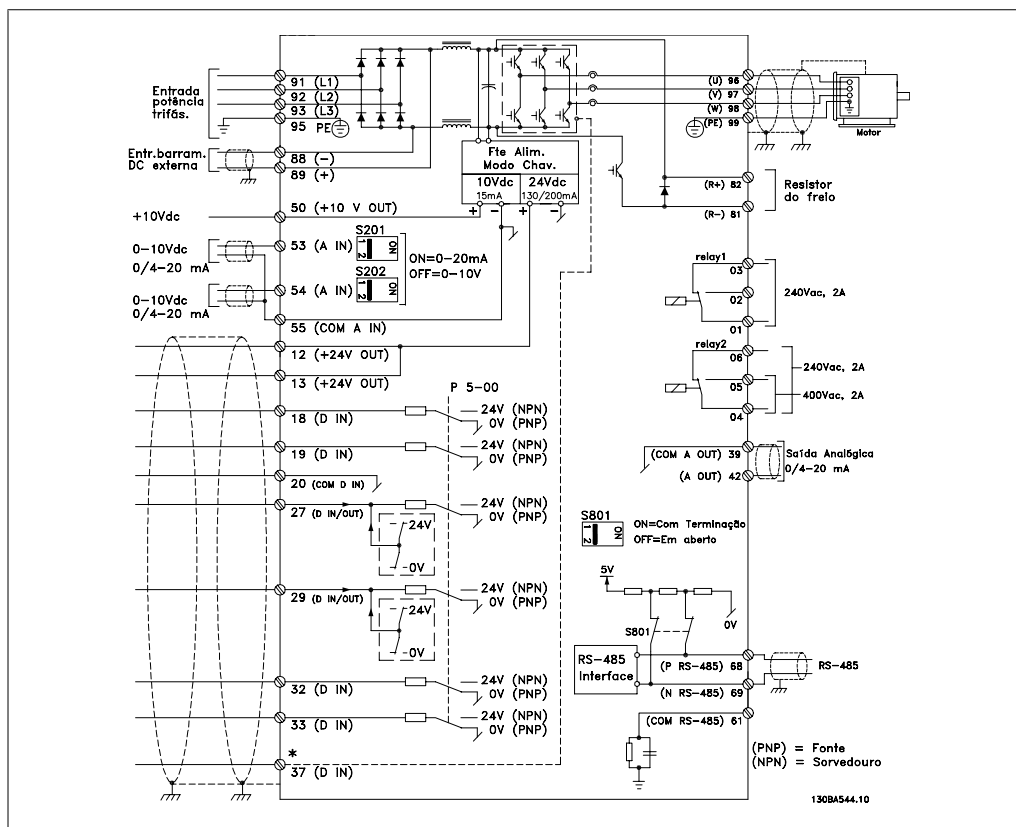 Entrada
potência
trifás.
91 (L1)
92 (L2)
93 (L3)
95 PE
Entr.barram.
DC externa
88 (-)
89 (+)
+10Vdc
50 (+10 V OUT)
0-10Vdc
0/4-20 mA
53 (A IN)
S201
1 2
ON
ON=0-20mA
OFF=0-10V
S202
1 2
ON
0-10Vdc
0/4-20 mA
54 (A IN)
55 (COM A IN)
12 (+24V OUT)
13 (+24V OUT)
P 5-00
18 (D IN)
24V (NPN)
0V (PNP)
19 (D IN)
24V (NPN)
0V (PNP)
20 (COM D IN)
27 (D IN/OUT)
24V (NPN)
0V (PNP)
24V
0V
29 (D IN/OUT)
24V (NPN)
0V (PNP)
24V
0V
32 (D IN)
24V (NPN)
0V (PNP)
33 (D IN)
24V (NPN)
0V (PNP)
*
37 (D IN)
Fte Alim.
Modo Chav.
10Vdc
15mA
24Vdc
130/200mA
+ - + -
(U) 96
(V) 97
(W) 98
(PE) 99
Motor
(R+) 82
(R-) 81
Resistor
do freio
relay1
03
02
01
240Vac, 2A
relay2
06
05
04
240Vac, 2A
400Vac, 2A
(COM A OUT) 39
(A OUT) 42
Saída Analógica
0/4-20 mA
S801
1 2
ON
ON=Com Terminação
OFF=Em aberto
5V
0V
S801
RS-485
Interface
(P RS-485) 68
(N RS-485) 69
RS-485
(COM RS-485) 61
(PNP) = Fonte
(NPN) = Sorvedouro
130BA544.10